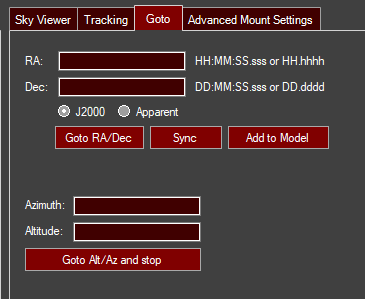 Sky Viewer Tracking Goto Advanced Mount Settings
RA: HH:MM:SS.sss or HH.hhhh
Dec: DD:MM:SS.sss or DD.dddd
J2000 Apparent
Goto RA/Dec Sync Add to Model
Azimuth:
Altitude:
Goto Alt/Az and stop